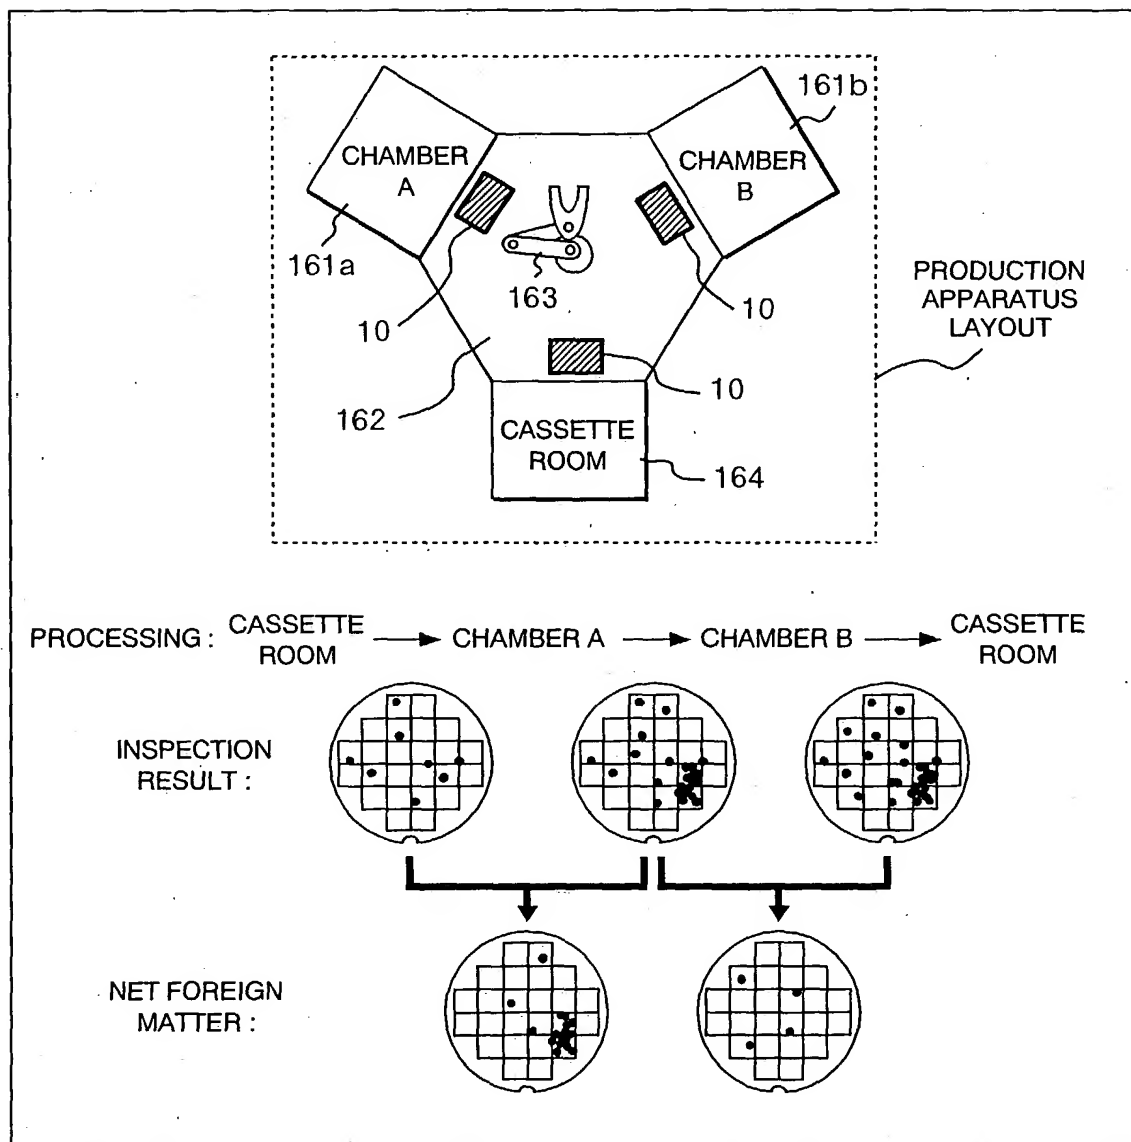 161b
CHAMBER
A
CHAMBER
B
10
161a
163
10
10
PRODUCTION
APPARATUS
LAYOUT
10
162
CASSETTE
ROOM
164
PROCESSING : CASSETTE ROOM → CHAMBER A → CHAMBER B → CASSETTE ROOM
INSPECTION
RESULT :
NET FOREIGN
MATTER :